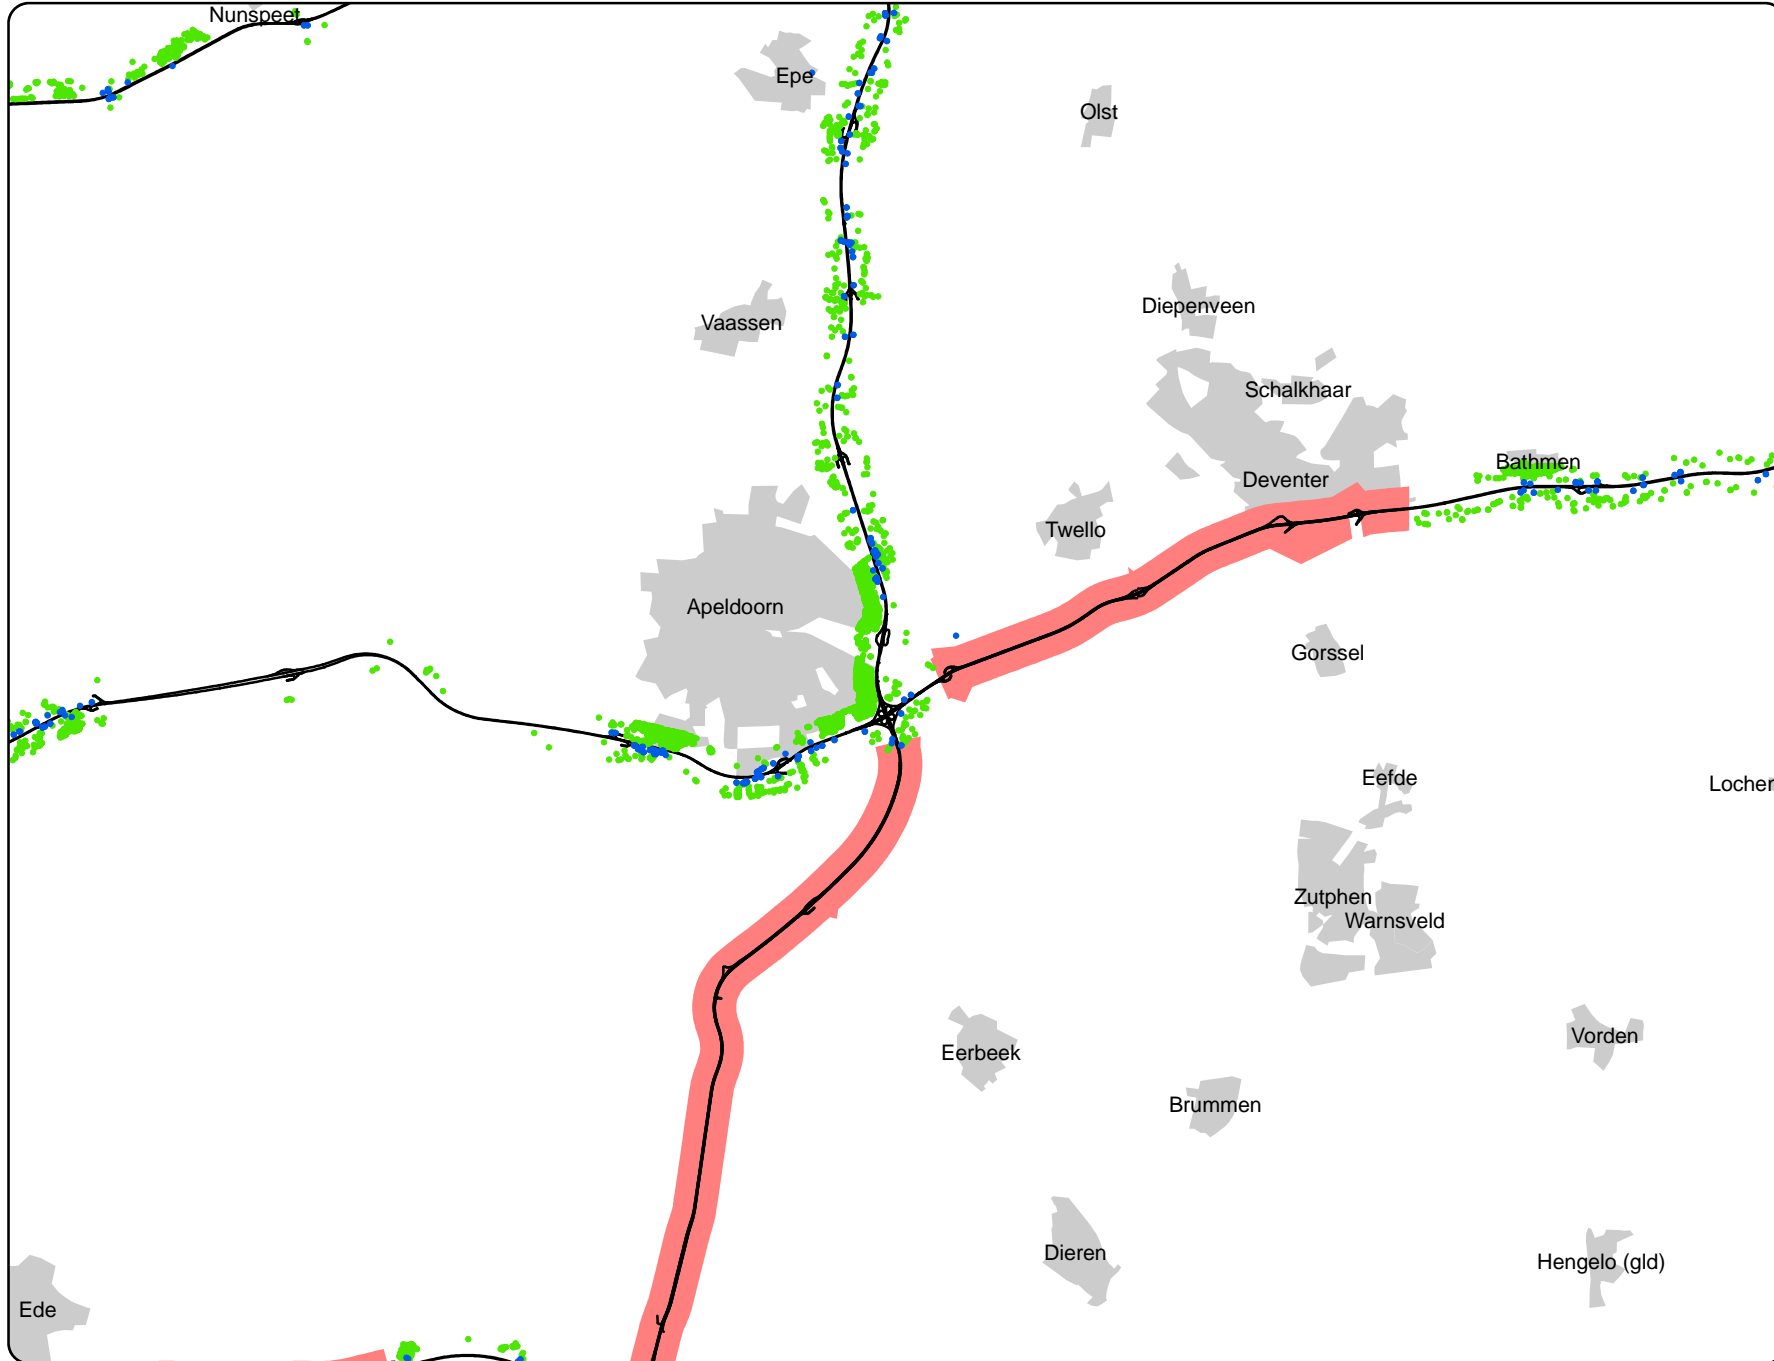 Nunspeet
Epe
Olst
Diepenveen
Vaassen
Schalkhaar
Bathmen
Deventer
Twello
Apeldoorn
Gorssel
Eefde
Locher
Zutphen
Warnsveld
Vorden
Eerbeek
Brummen
Dieren
Hengelo (gld)
Ede